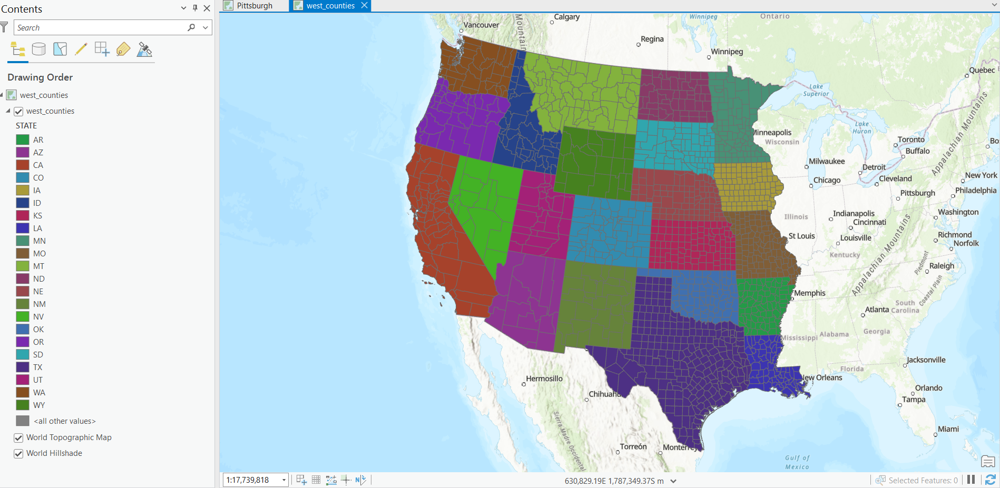 Contents
Pittsburgh
west_counties
Search
Drawing Order
west_counties
west_counties
STATE
AR
AZ
CA
CO
IA
ID
KS
LA
MN
MO
MT
ND
NE
NM
NV
OK
OR
SD
TX
UT
WA
WY
<all other values>
World Topographic Map
World Hillshade
Vancouver
Mountain
Calgary
Winnipeg
Ontario
Regina
Winnipeg
Quebec
Lake
Superior
Appalachian Mountains
Lake
Huron
Minneapolis
Wisconsin
Toronto
Bo
Buffalo
Milwaukee
Detroit
New York
Cleveland
Chicago
Philadelphia
Pittsburgh
Washington
Indianapolis
Illinois
Cincinnati
Appalachian Mountains
St Louis
Louisville
Richmond
Norfolk
Kentucky
Piedmont
Raleigh
Coastal Plain
Memphis
South
Carolina
Atlanta
Mississippi
Alabama
Georgia
Jacksonville
Florida
New Orleans
Hermosillo
Orlando
Chihuahu
Tampa
Sierra Madre Occidental
Miami
Torreón
Monterrey
Gulf of
Mexico
1:17,739,818
630,829.19E 1,787,349.37S m
Selected Features: 0